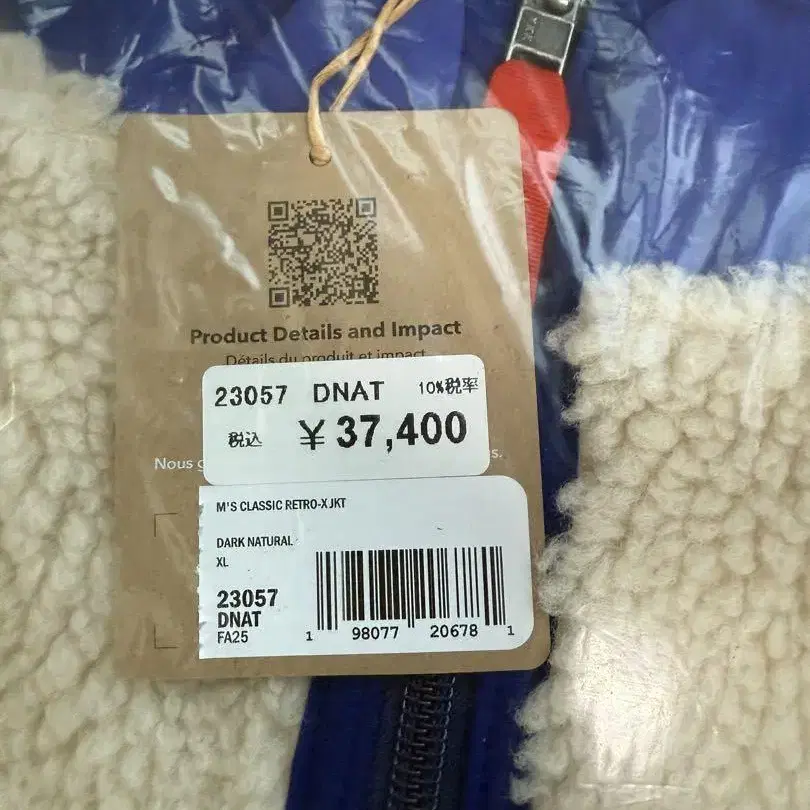 YKK
Product Details and Impact
Détails du produit et impact
23057 DNAT 10%税率
税込 ¥37,400
Nous
s.
M'S CLASSIC RETRO-X JKT
DARK NATURAL
XL
23057
DNAT
FA25
1 98077 20678 1